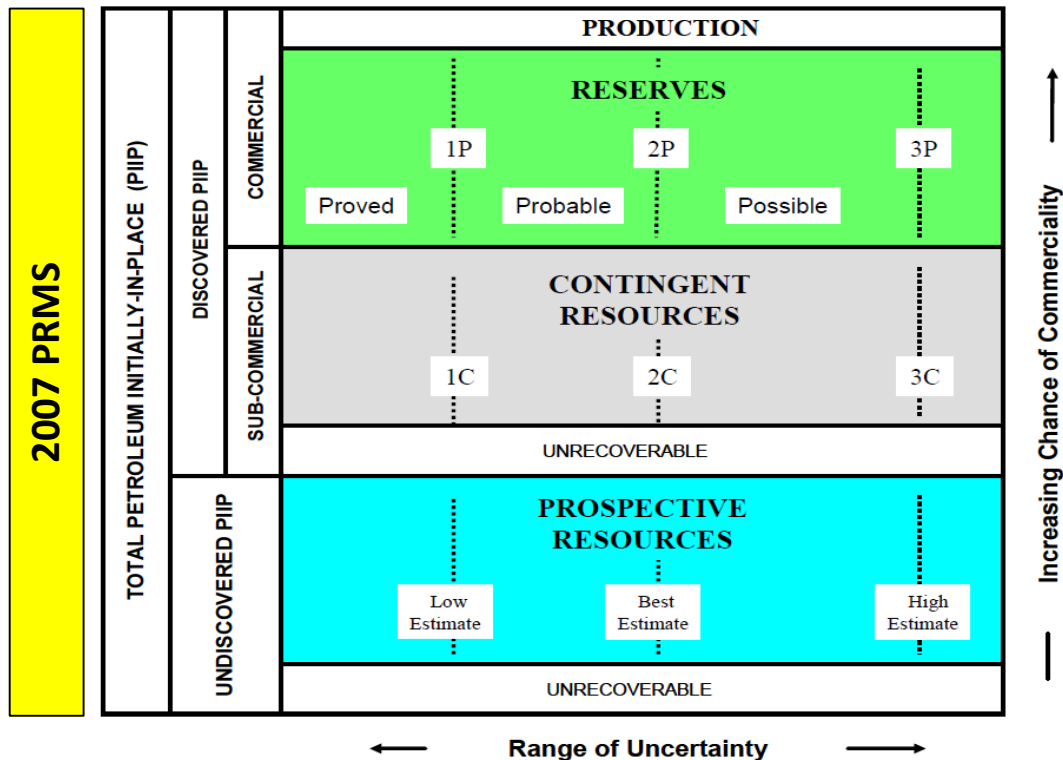 2007 PRMS
TOTAL PETROLEUM INITIALLY-IN-PLACE (PIIP)
DISCOVERED PIIP
UNDISCOVERED PIIP
COMMERCIAL
SUB-COMMERCIAL
PRODUCTION
RESERVES
1P
2P
3P
Proved
Probable
Possible
CONTINGENT
RESOURCES
1C
2C
3C
UNRECOVERABLE
PROSPECTIVE
RESOURCES
Low
Estimate
Best
Estimate
High
Estimate
UNRECOVERABLE
Increasing Chance of Commerciality
Range of Uncertainty